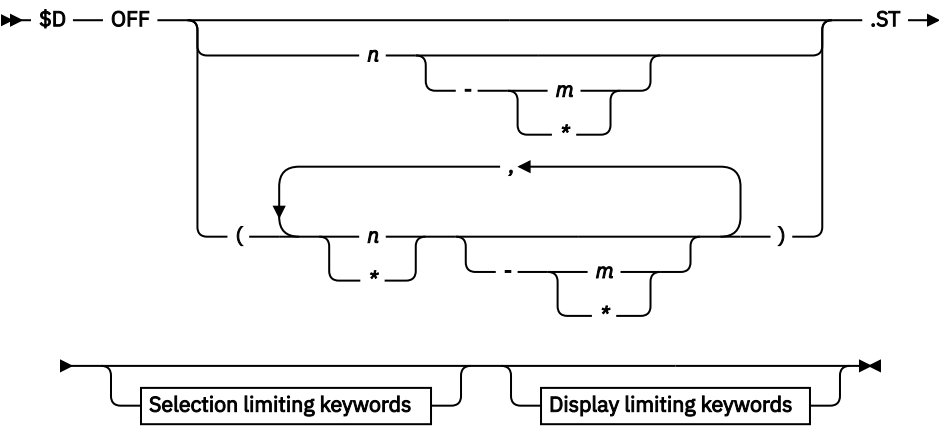 $D OFF .ST
n
- m
*
,
( n )
*
- m
*
Selection limiting keywords Display limiting keywords